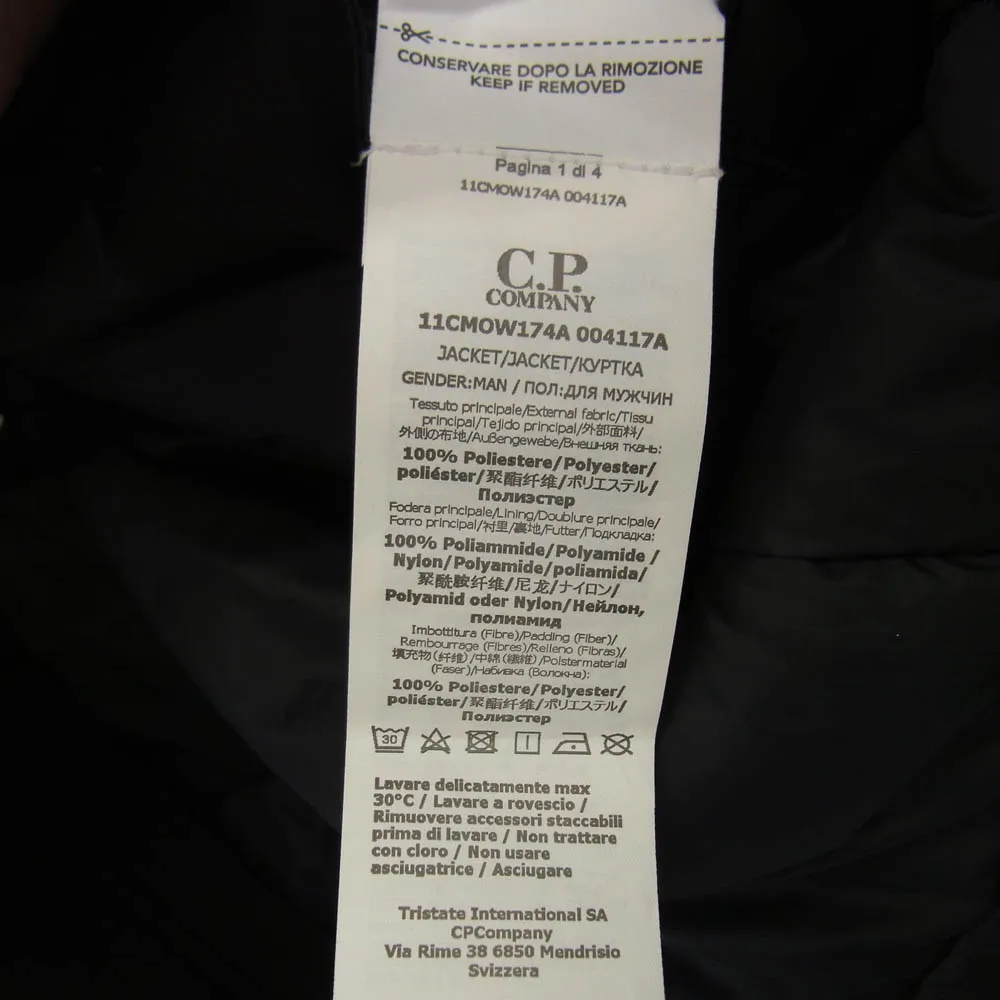 CONSERVARE DOPO LA RIMOZIONE
KEEP IF REMOVED
Pagina 1 di 4
11CMOW174A 004117A
C.P.
COMPANY
11CMOW174A 004117A
JACKET/JACKET/КУРТКА
GENDER:MAN / ПОЛ:ДЛЯ МУЖЧИН
Tessuto principale/External fabric/Tissu
principal/Tejido principal/外部面料/
外側の布地/Außengewebe/Внешняя ткань:
100% Poliestere/Polyester/
poliéster/聚酯纤维/ポリエステル/
Полиэстер
Fodera principale/Lining/Doublure principale/
Forro principal/衬里/裏地/Futter/Подкладка:
100% Poliammide/Polyamide /
Nylon/Polyamide/poliamida/
聚酰胺纤维/尼龙/ナイロン/
Polyamid oder Nylon/Нейлон,
полиамид
Imbottitura (Fibre)/Padding (Fiber)/
Rembourrage (Fibres)/Relleno (Fibras)/
填充物(纤维)/中綿(繊維)/Polstermaterial
(Faser)/Набивка (Волокна):
100% Poliestere/Polyester/
poliéster/聚酯纤维/ポリエステル/
Полиэстер
30
Lavare delicatamente max
30°C / Lavare a rovescio /
Rimuovere accessori staccabili
prima di lavare / Non trattare
con cloro / Non usare
asciugatrice / Asciugare
Tristate International SA
CPCompany
Via Rime 38 6850 Mendrisio
Svizzera